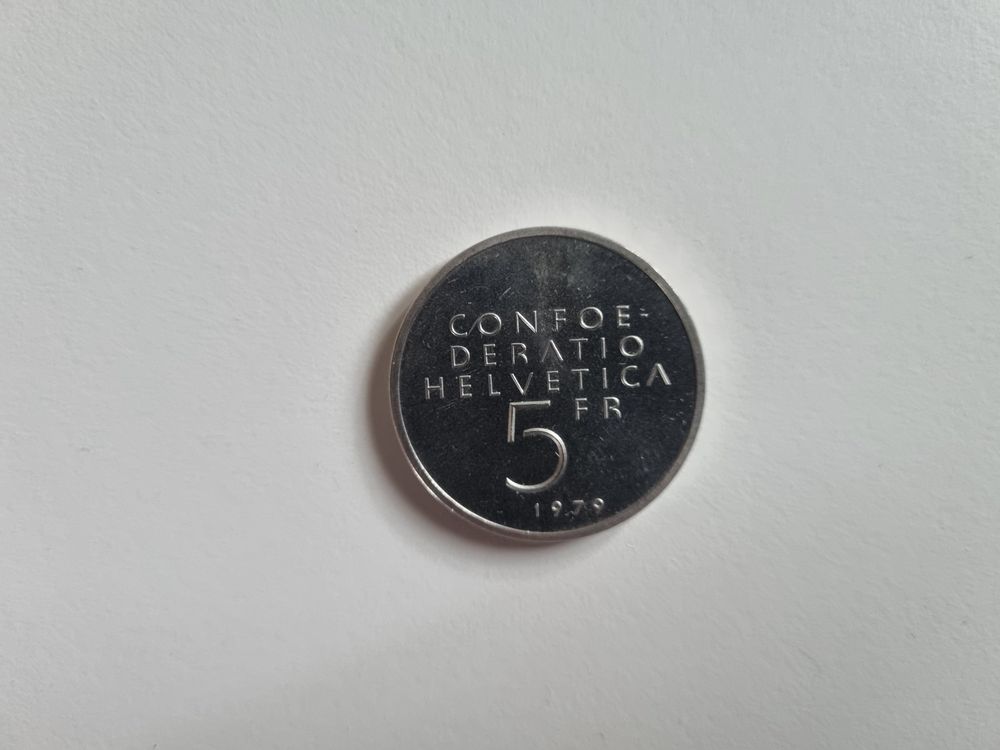 CONFOE-
DERATIO
HELVETICA
5 FR
1979